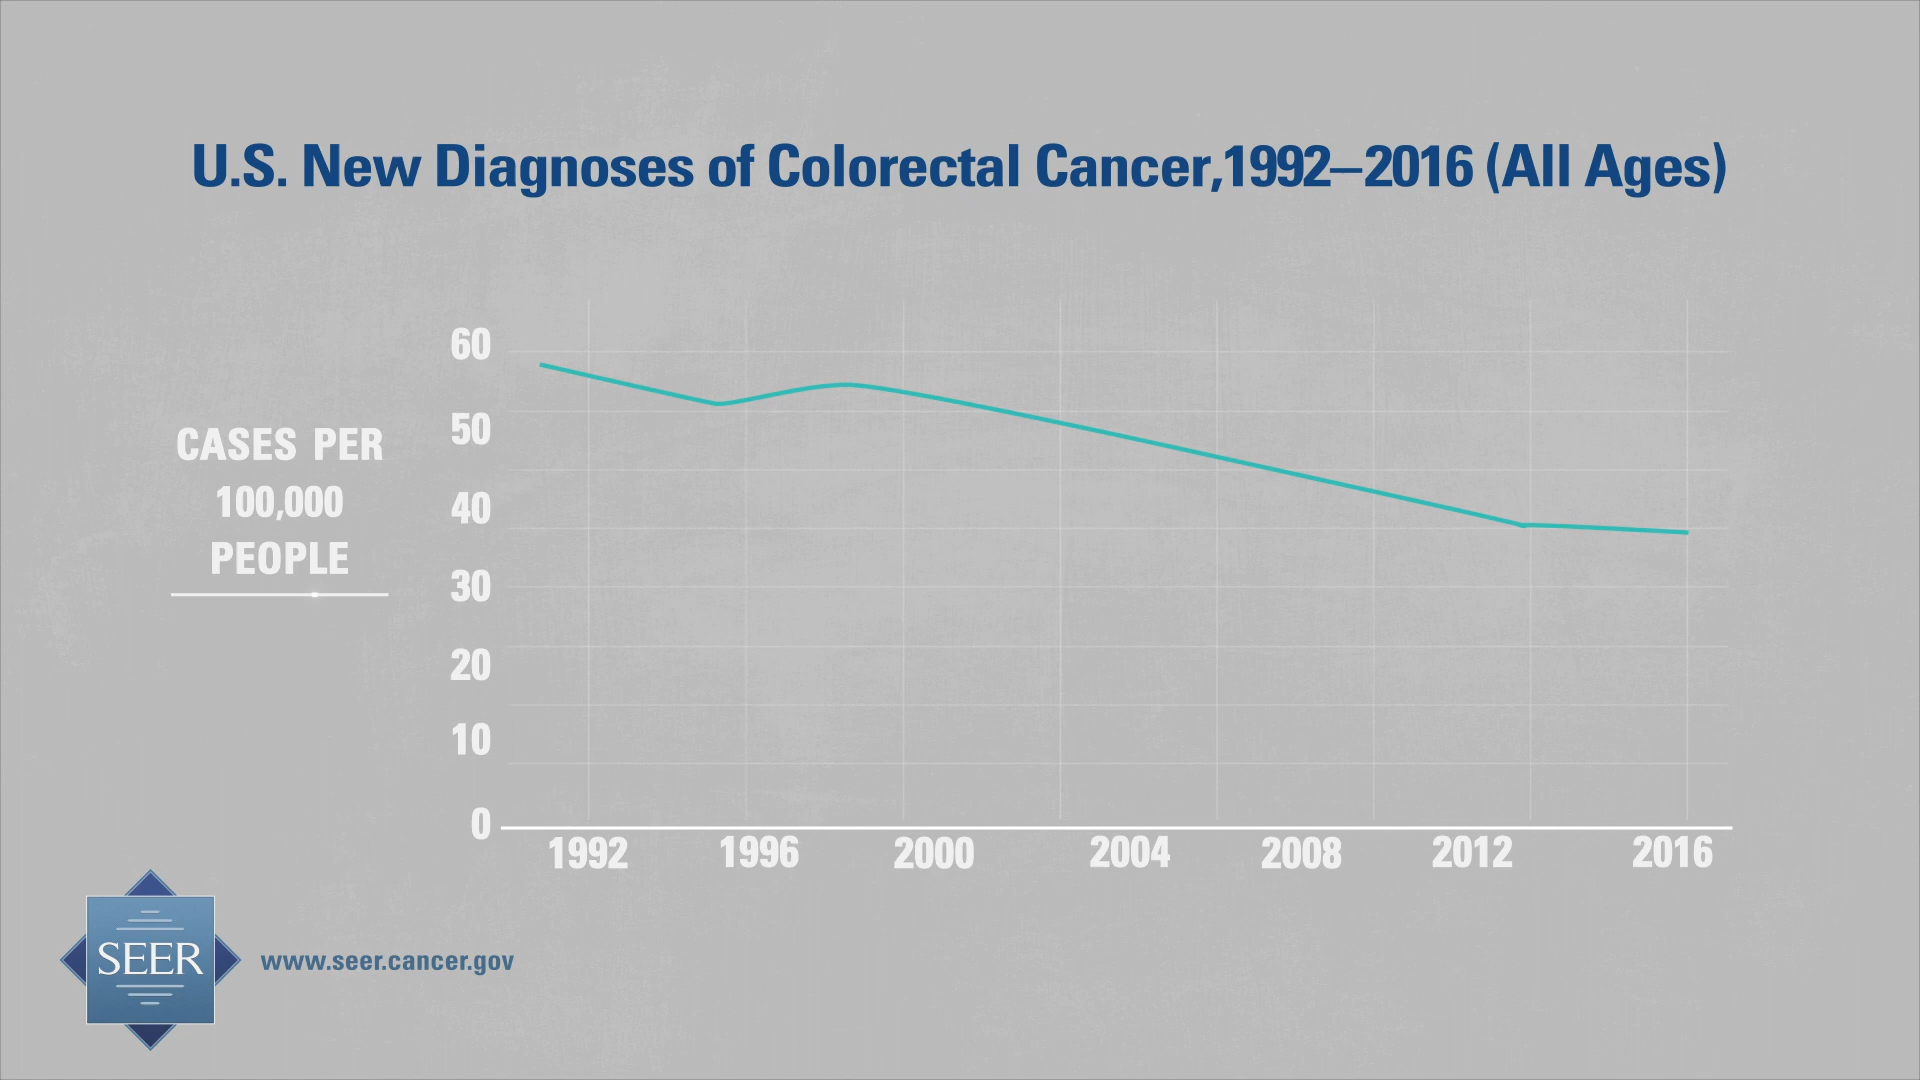 U.S. New Diagnoses of Colorectal Cancer,1992–2016 (All Ages)
CASES PER
100,000
PEOPLE
60
50
40
30
20
10
0
1992 1996 2000 2004 2008 2012 2016
SEER
www.seer.cancer.gov